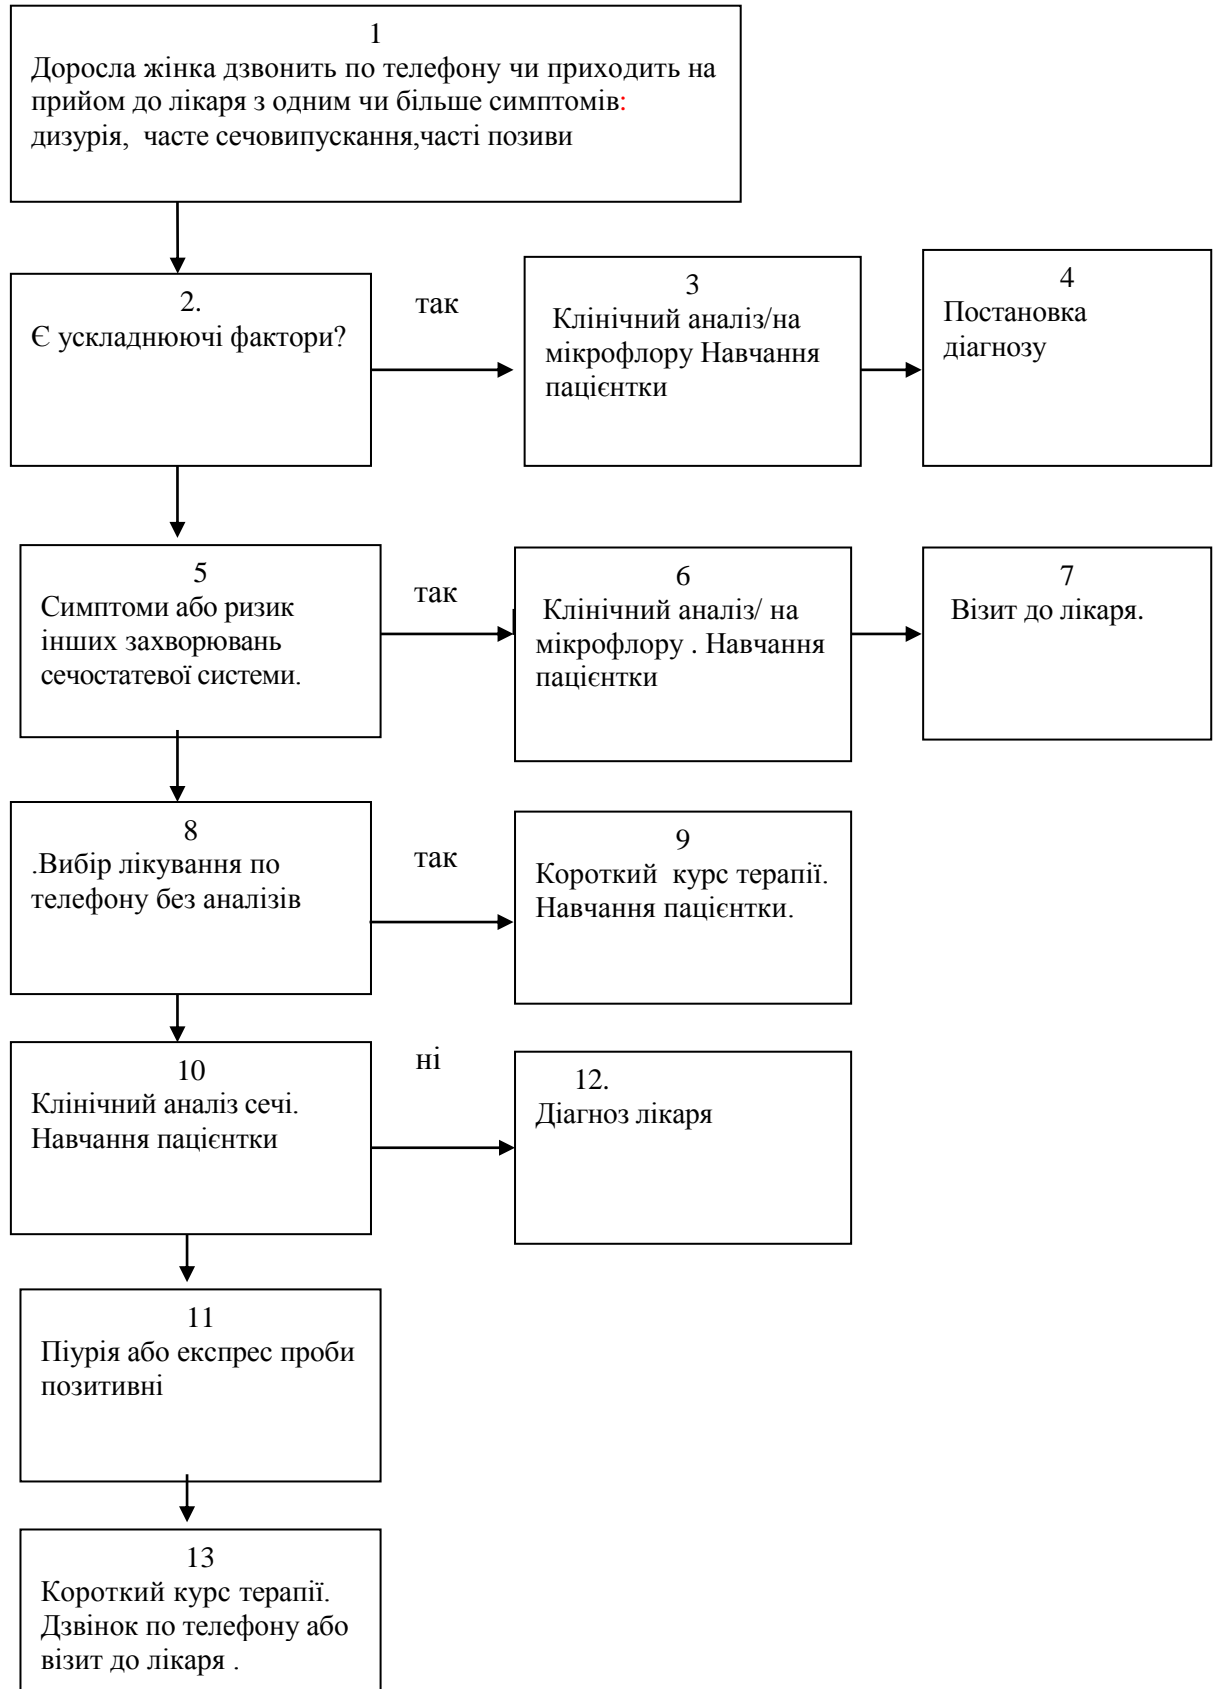 1
Доросла жінка дзвонить по телефону чи приходить на
прийом до лікаря з одним чи більше симптомів:
дизурія,  часте сечовипускання,часті позиви
2.
Є ускладнюючі фактори?
так
3
Клінічний аналіз/на
мікрофлору Навчання
пацієнтки
4
Постановка
діагнозу
5
Симптоми або ризик
інших захворювань
сечостатевої системи.
так
6
Клінічний аналіз/ на
мікрофлору . Навчання
пацієнтки
7
Візит до лікаря.
8
.Вибір лікування по
телефону без аналізів
так
9
Короткий  курс терапії.
Навчання пацієнтки.
10
Клінічний аналіз сечі.
Навчання пацієнтки
ні
12.
Діагноз лікаря
11
Піурія або експрес проби
позитивні
13
Короткий курс терапії.
Дзвінок по телефону або
візит до лікаря .